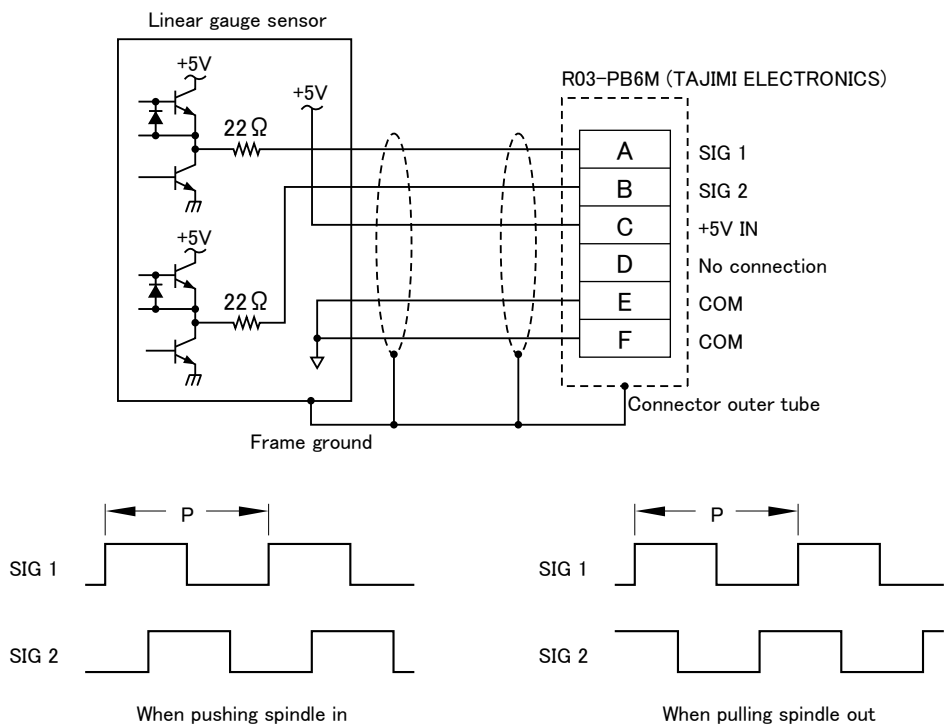 Linear gauge sensor
+5V
+5V
22Ω
R03-PB6M (TAJIMI ELECTRONICS)
A SIG 1
B SIG 2
+5V
C +5V IN
D No connection
22Ω
E COM
F COM
Connector outer tube
Frame ground
P
P
SIG 1
SIG 1
SIG 2
SIG 2
When pushing spindle in
When pulling spindle out